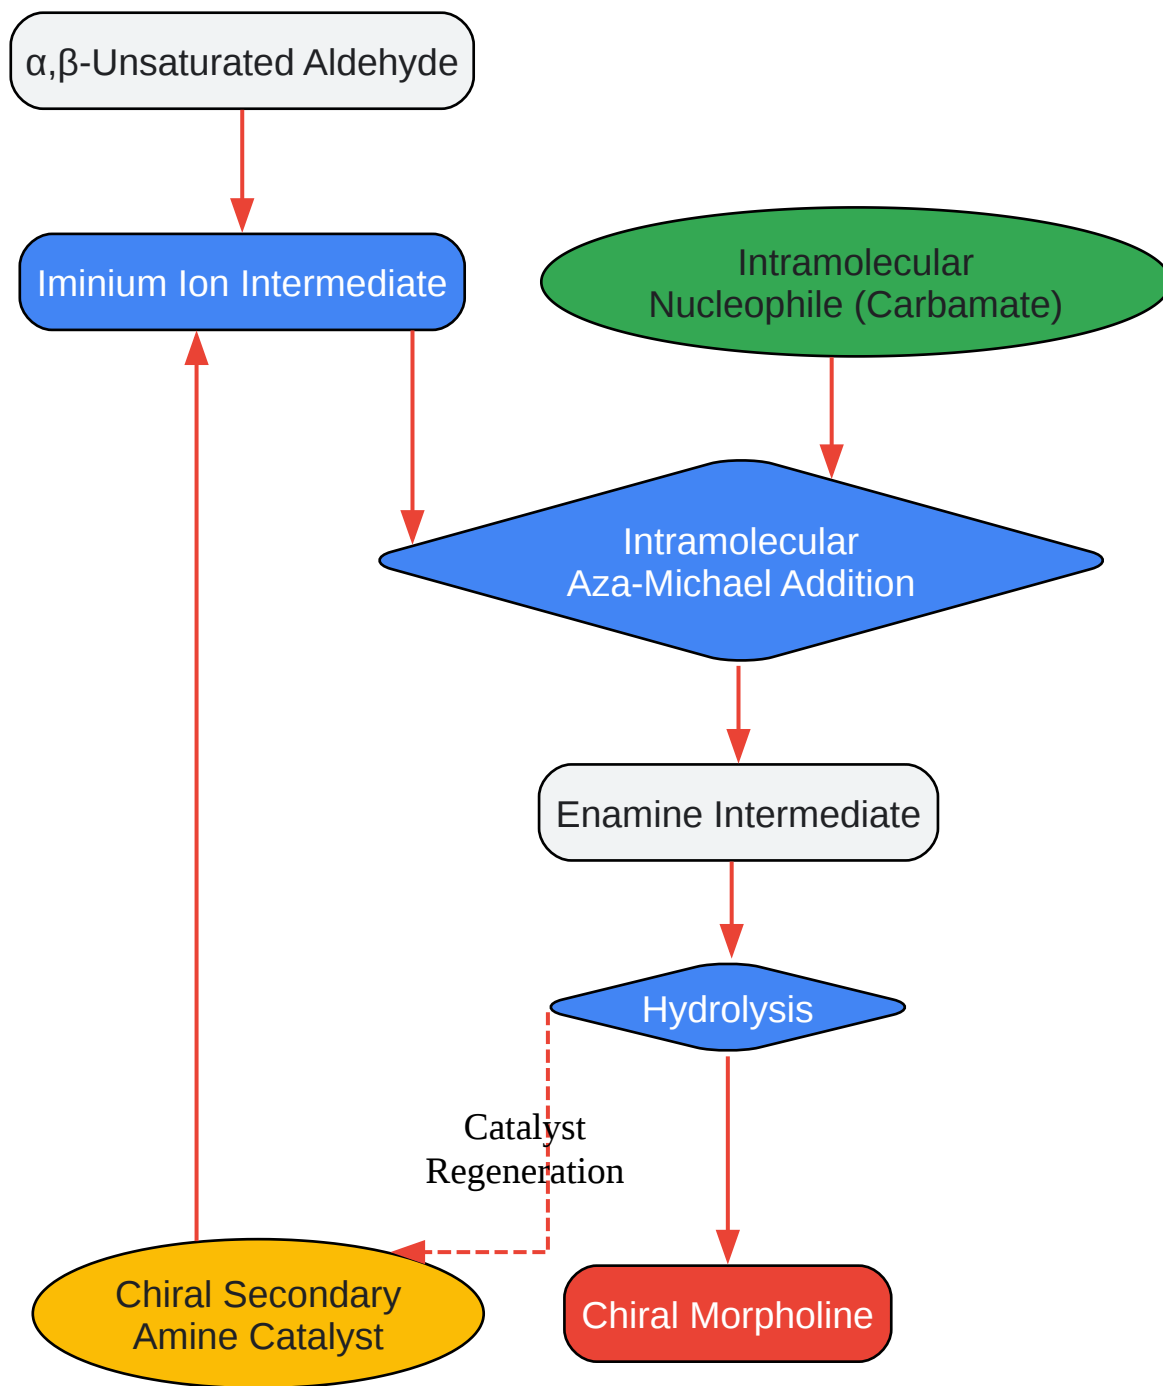 α,β-Unsaturated Aldehyde
Iminium Ion Intermediate
Intramolecular
Nucleophile (Carbamate)
Intramolecular
Aza-Michael Addition
Enamine Intermediate
Hydrolysis
Catalyst
Regeneration
Chiral Secondary
Amine Catalyst
Chiral Morpholine